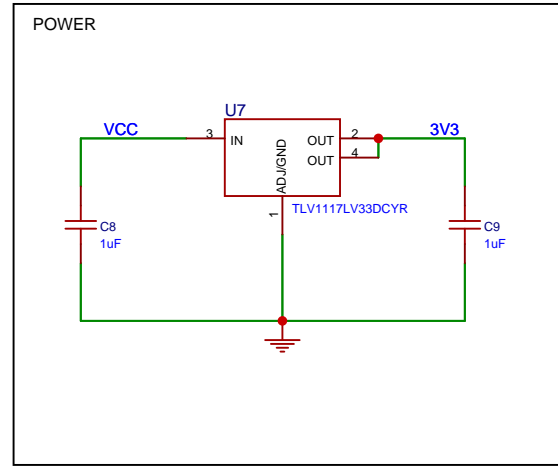 POWER
U7
VCC
3
IN
OUT
2
3V3
OUT
4
ADJ/GND
1
TLV1117LV33DCYR
C8
1uF
C9
1uF